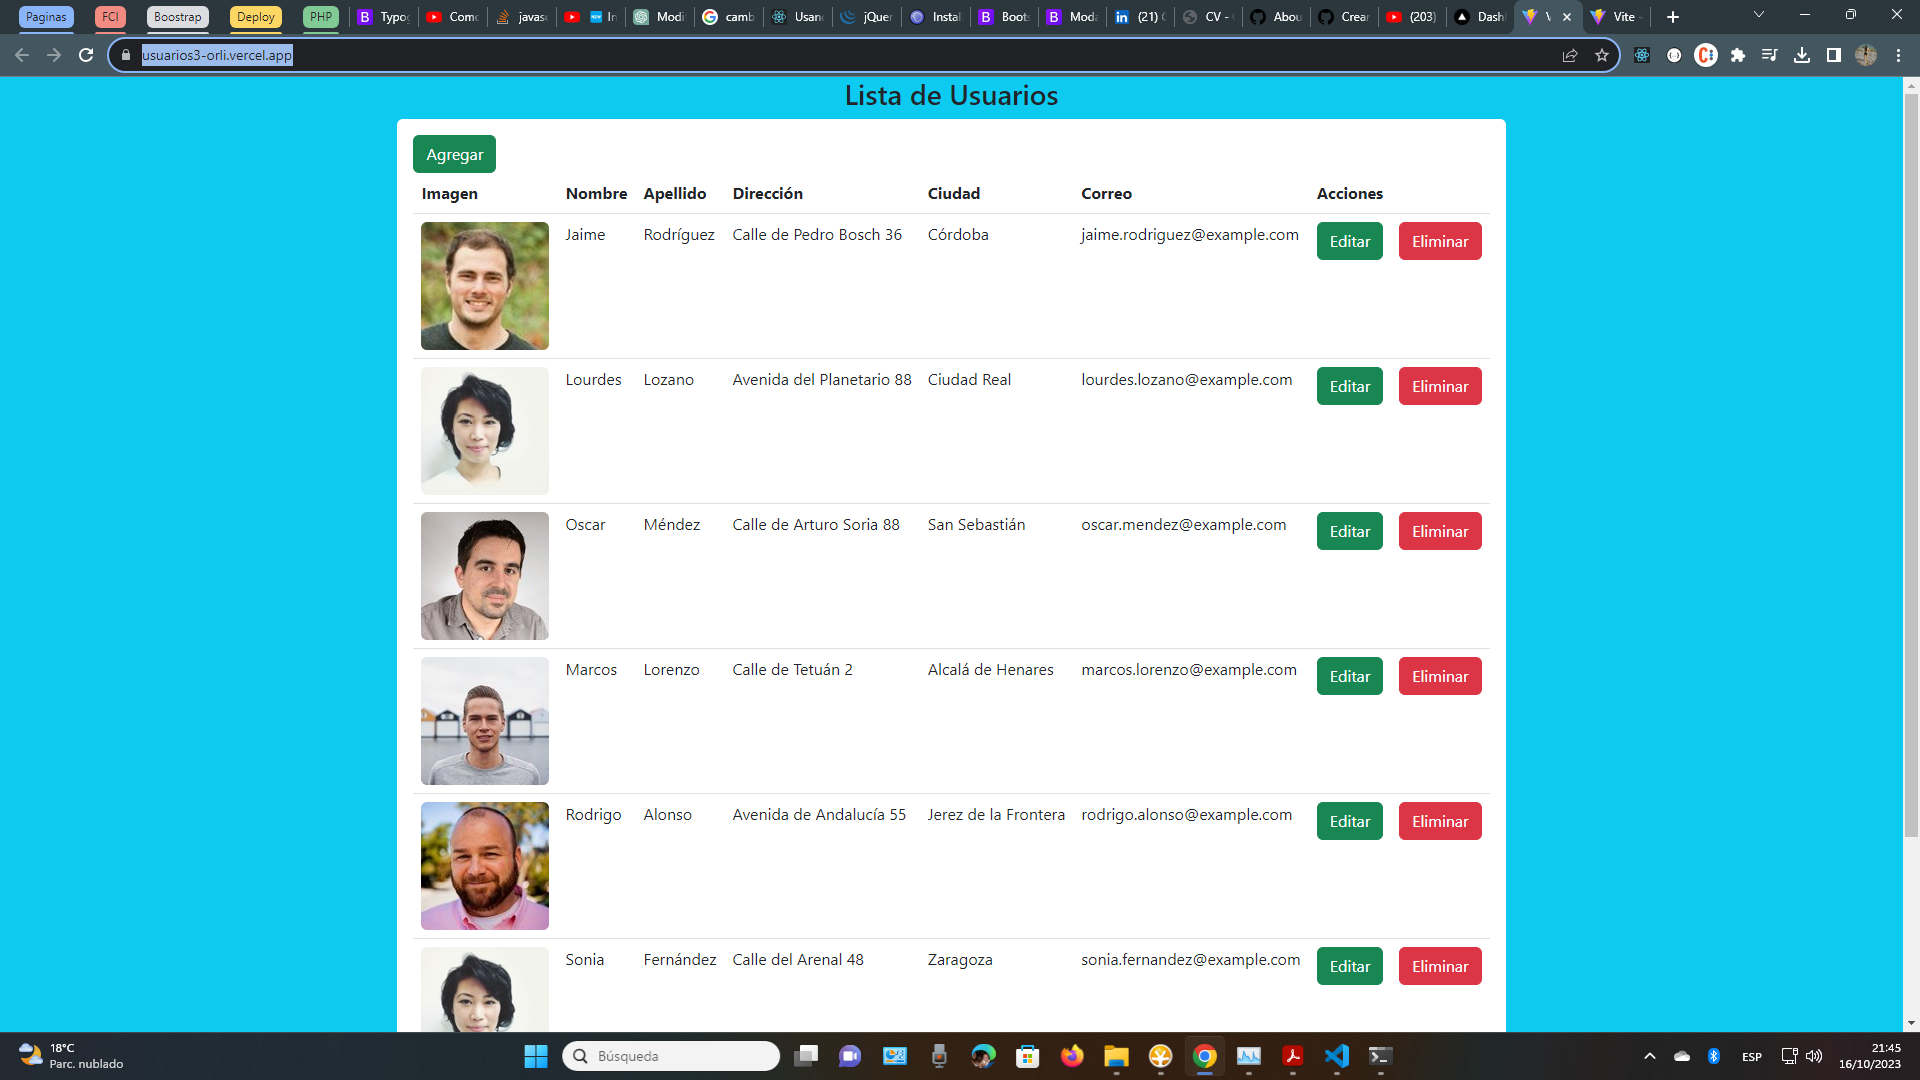 Paginas FCI Boostrap Deploy PHP Typog Como javasc In Modi camb Usan jQuer Instal Boots Moda (21) CV - Abou Crear (203) Dash V Vite
usuarios3-orli.vercel.app
Lista de Usuarios
Agregar
Imagen Nombre Apellido Dirección Ciudad Correo Acciones
Jaime Rodríguez Calle de Pedro Bosch 36 Córdoba jaime.rodriguez@example.com Editar Eliminar
Lourdes Lozano Avenida del Planetario 88 Ciudad Real lourdes.lozano@example.com Editar Eliminar
Oscar Méndez Calle de Arturo Soria 88 San Sebastián oscar.mendez@example.com Editar Eliminar
Marcos Lorenzo Calle de Tetuán 2 Alcalá de Henares marcos.lorenzo@example.com Editar Eliminar
Rodrigo Alonso Avenida de Andalucía 55 Jerez de la Frontera rodrigo.alonso@example.com Editar Eliminar
Sonia Fernández Calle del Arenal 48 Zaragoza sonia.fernandez@example.com Editar Eliminar
18°C
Parc. nublado
Búsqueda
ESP
21:45
16/10/2023